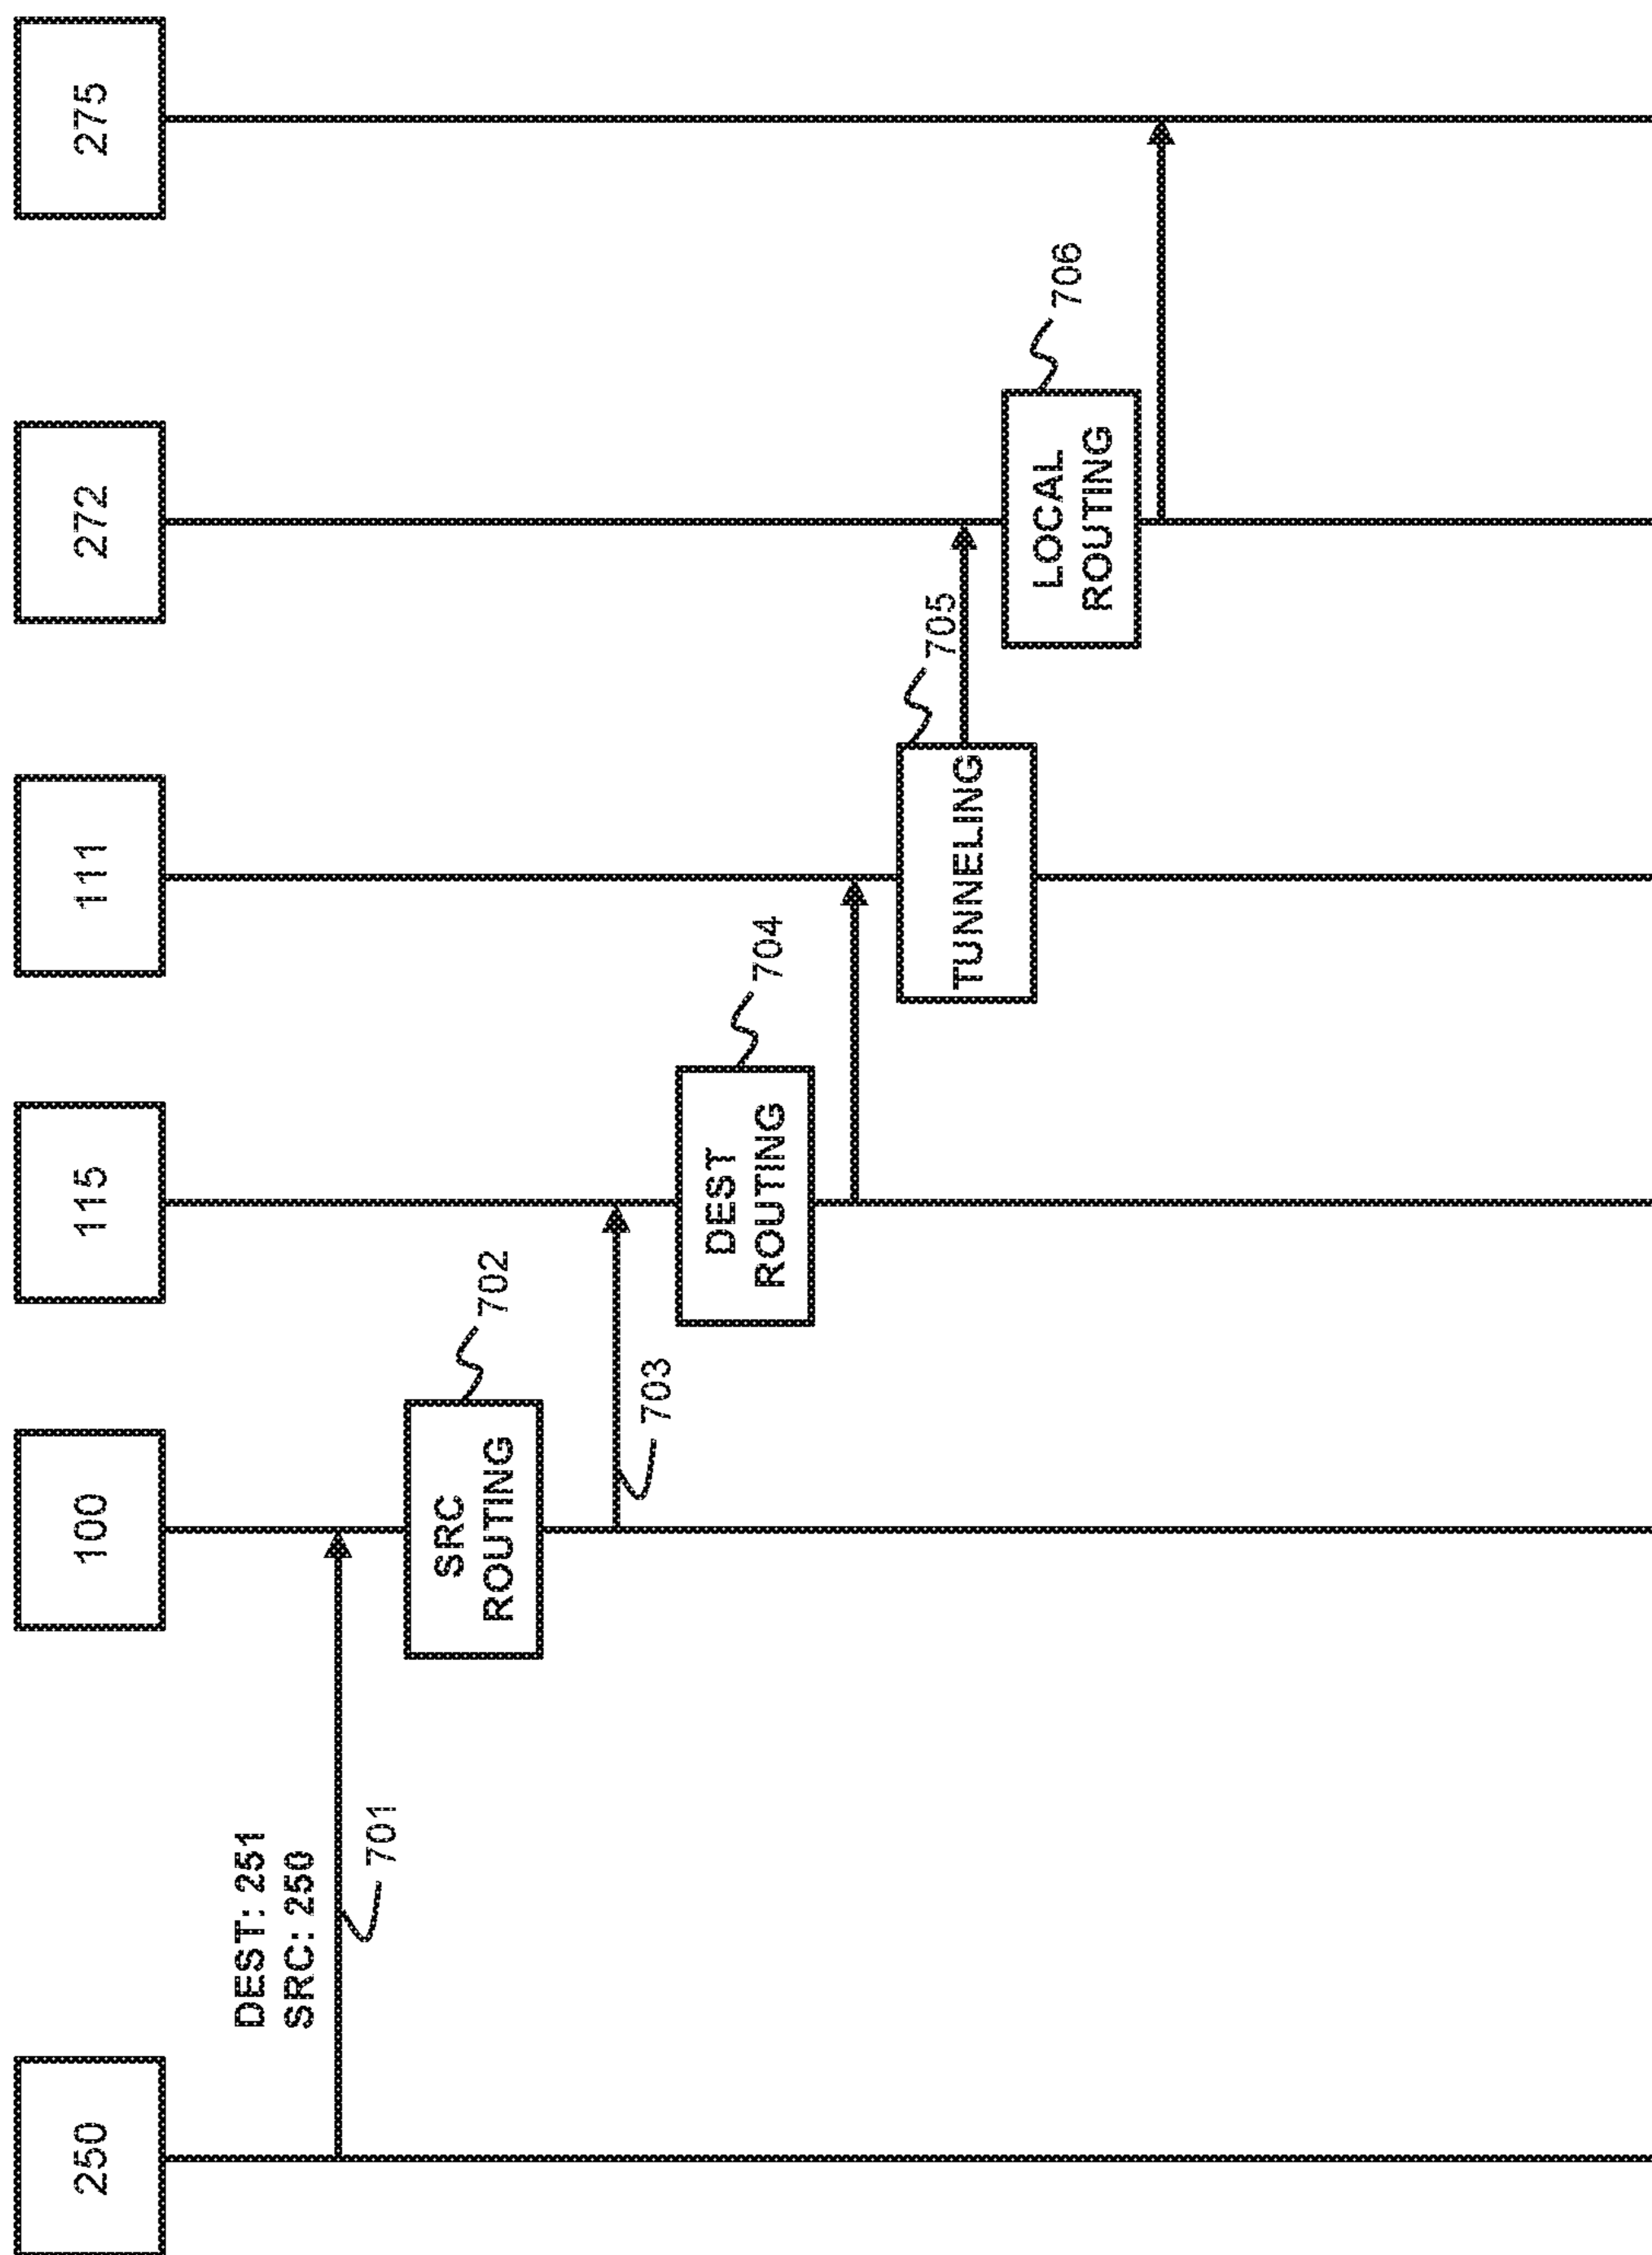 250
100
115
111
272
275
DEST: 251
SRC: 250
701
SRC
ROUTING
702
703
DEST
ROUTING
704
TUNNELING
705
LOCAL
ROUTING
706